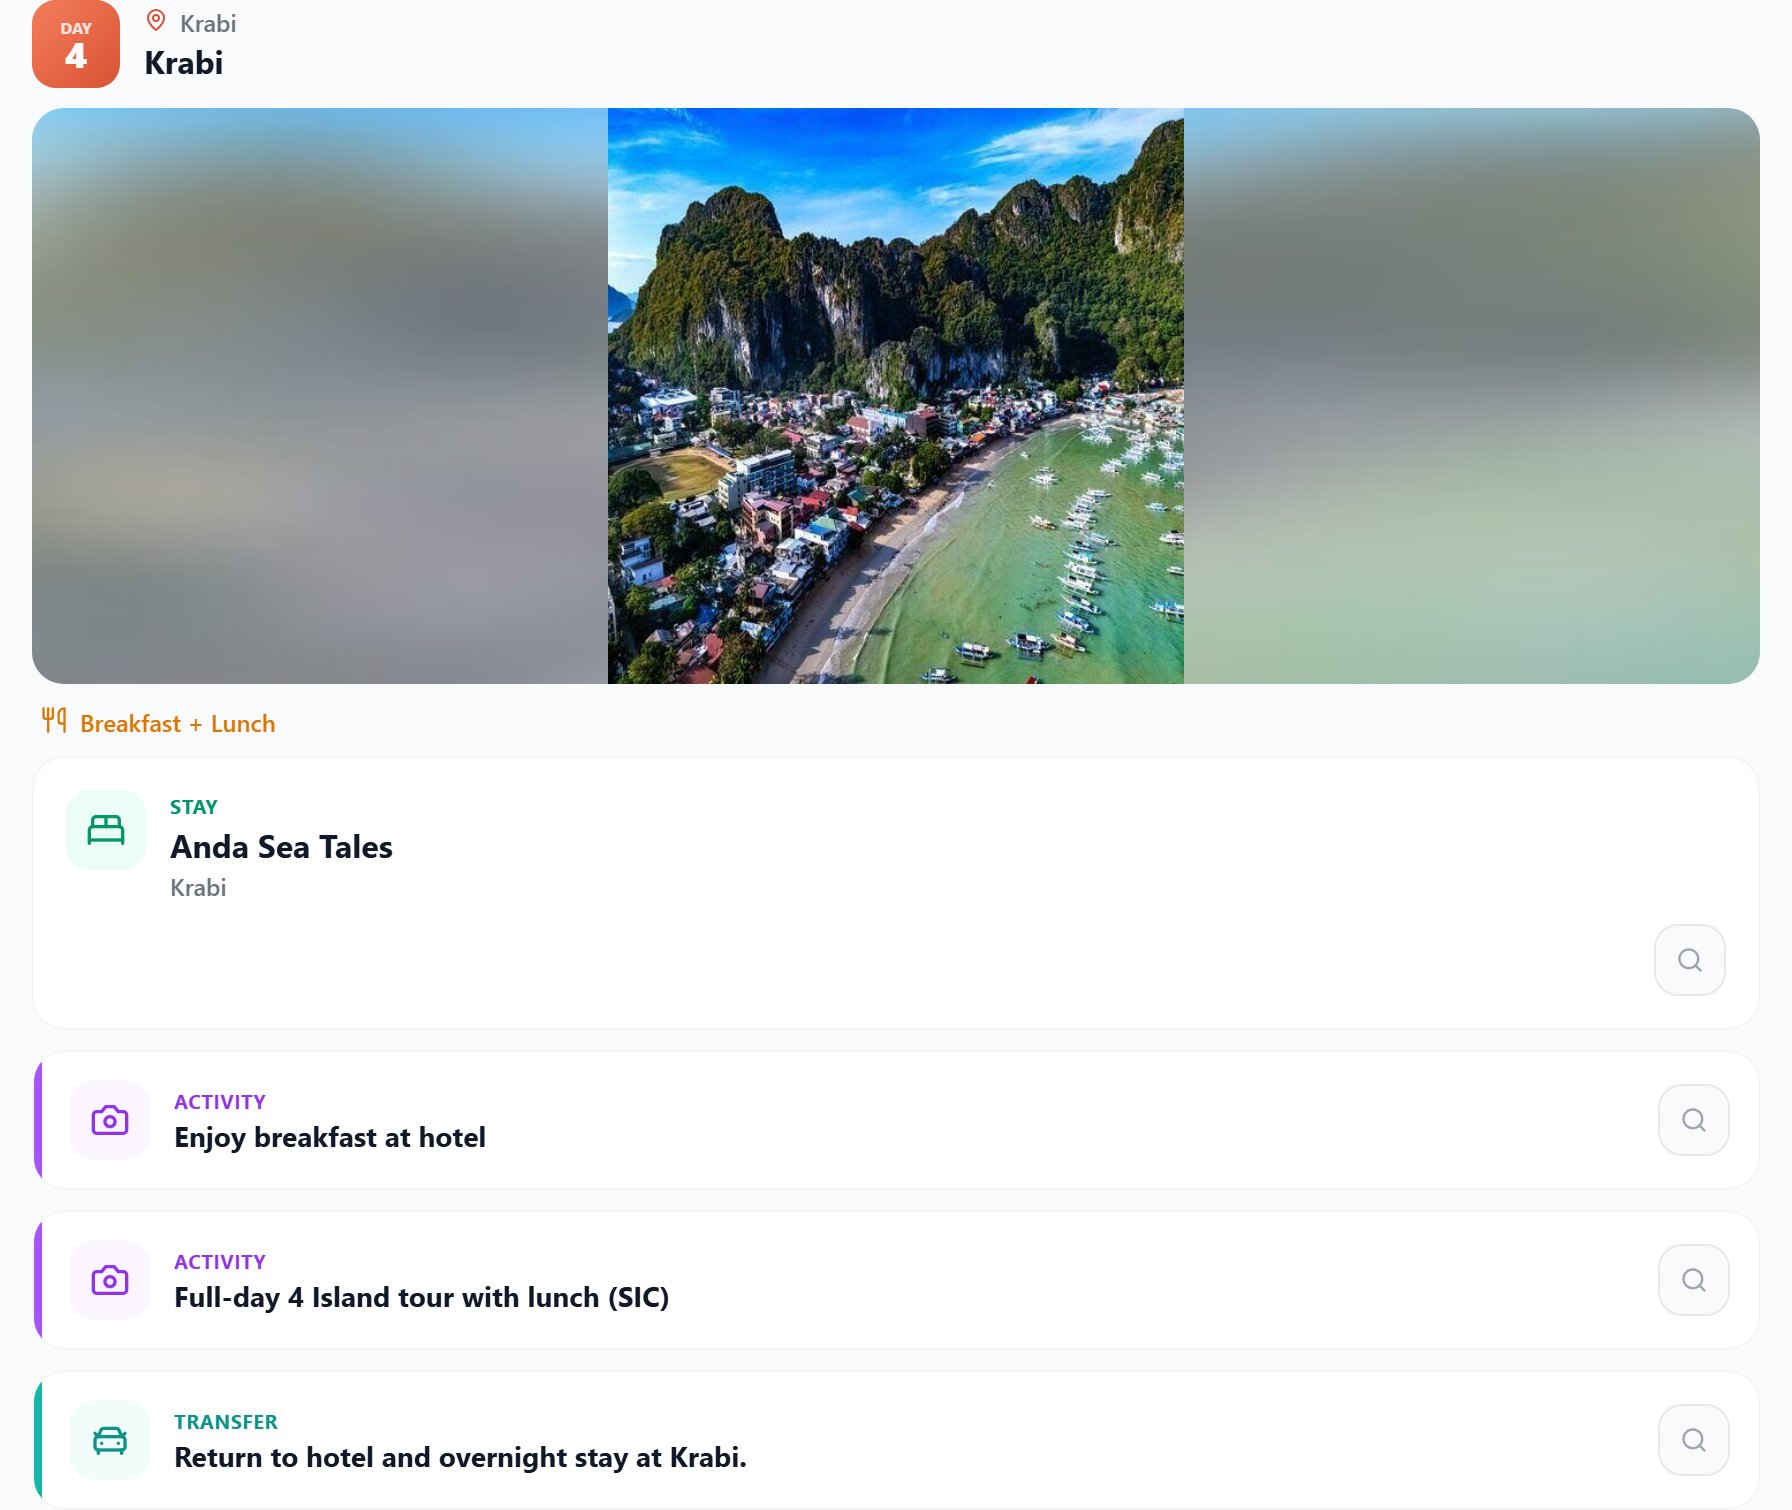 DAY
4
Krabi
Krabi
Breakfast + Lunch
STAY
Anda Sea Tales
Krabi
ACTIVITY
Enjoy breakfast at hotel
ACTIVITY
Full-day 4 Island tour with lunch (SIC)
TRANSFER
Return to hotel and overnight stay at Krabi.